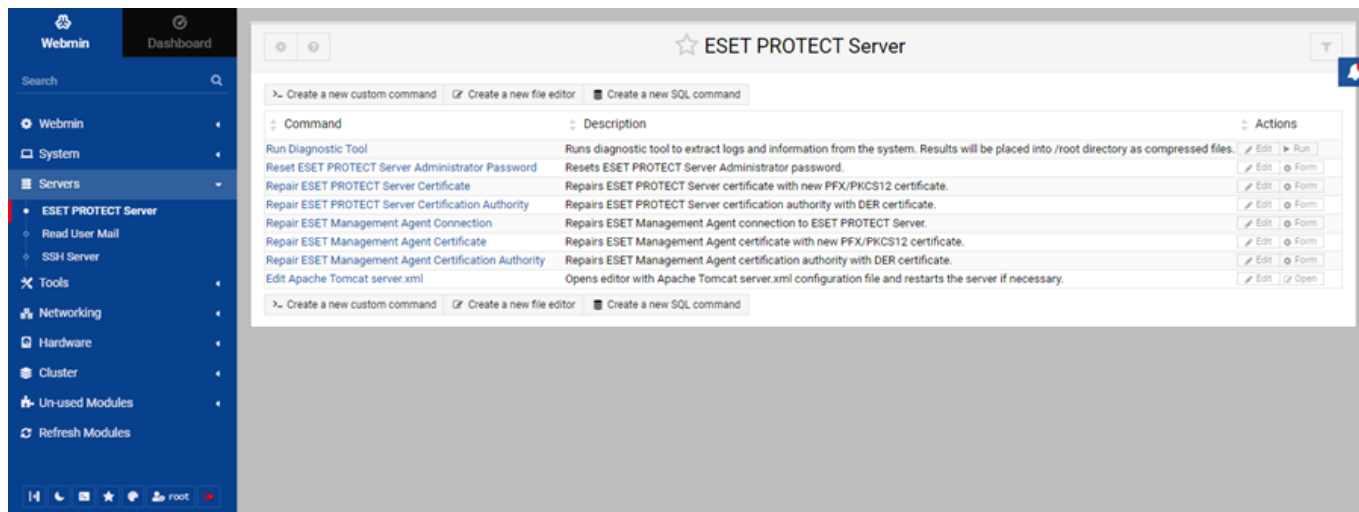 Webmin
Dashboard
Search
Webmin
System
Servers
ESET PROTECT Server
Read User Mail
SSH Server
Tools
Networking
Hardware
Cluster
Un-used Modules
Refresh Modules
root
ESET PROTECT Server
Create a new custom command Create a new file editor Create a new SQL command
Command Description Actions
Run Diagnostic Tool Runs diagnostic tool to extract logs and information from the system. Results will be placed into /root directory as compressed files. Edit Run
Reset ESET PROTECT Server Administrator Password Resets ESET PROTECT Server Administrator password. Edit Form
Repair ESET PROTECT Server Certificate Repairs ESET PROTECT Server certificate with new PFX/PKCS12 certificate. Edit Form
Repair ESET PROTECT Server Certification Authority Repairs ESET PROTECT Server certification authority with DER certificate. Edit Form
Repair ESET Management Agent Connection Repairs ESET Management Agent connection to ESET PROTECT Server. Edit Form
Repair ESET Management Agent Certificate Repairs ESET Management Agent certificate with new PFX/PKCS12 certificate. Edit Form
Repair ESET Management Agent Certification Authority Repairs ESET Management Agent certification authority with DER certificate. Edit Form
Edit Apache Tomcat server.xml Opens editor with Apache Tomcat server.xml configuration file and restarts the server if necessary. Edit Open
Create a new custom command Create a new file editor Create a new SQL command